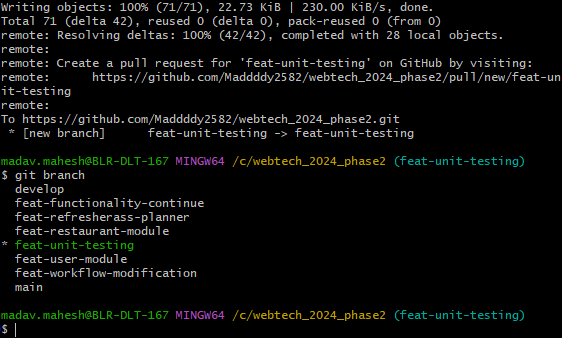 Writing objects: 100% (71/71), 22.73 KiB | 230.00 KiB/s, done.
Total 71 (delta 42), reused 0 (delta 0), pack-reused 0 (from 0)
remote: Resolving deltas: 100% (42/42), completed with 28 local objects.
remote:
remote: Create a pull request for 'feat-unit-testing' on GitHub by visiting:
remote:      https://github.com/Maddddy2582/webtech_2024_phase2/pull/new/feat-un
it-testing
remote:
To https://github.com/Maddddy2582/webtech_2024_phase2.git
 * [new branch]      feat-unit-testing -> feat-unit-testing

madav.mahesh@BLR-DLT-167 MINGW64 /c/webtech_2024_phase2 (feat-unit-testing)
$ git branch
  develop
  feat-functionality-continue
  feat-refresherass-planner
  feat-restaurant-module
* feat-unit-testing
  feat-user-module
  feat-workflow-modification
  main

madav.mahesh@BLR-DLT-167 MINGW64 /c/webtech_2024_phase2 (feat-unit-testing)
$